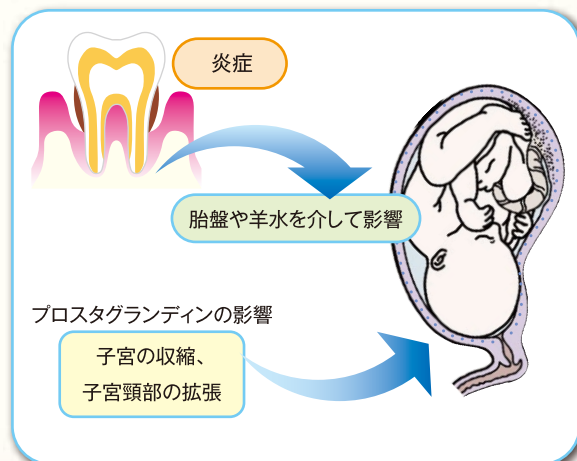 炎症
胎盤や羊水を介して影響
プロスタグランディンの影響
子宮の収縮、
子宮頸部の拡張